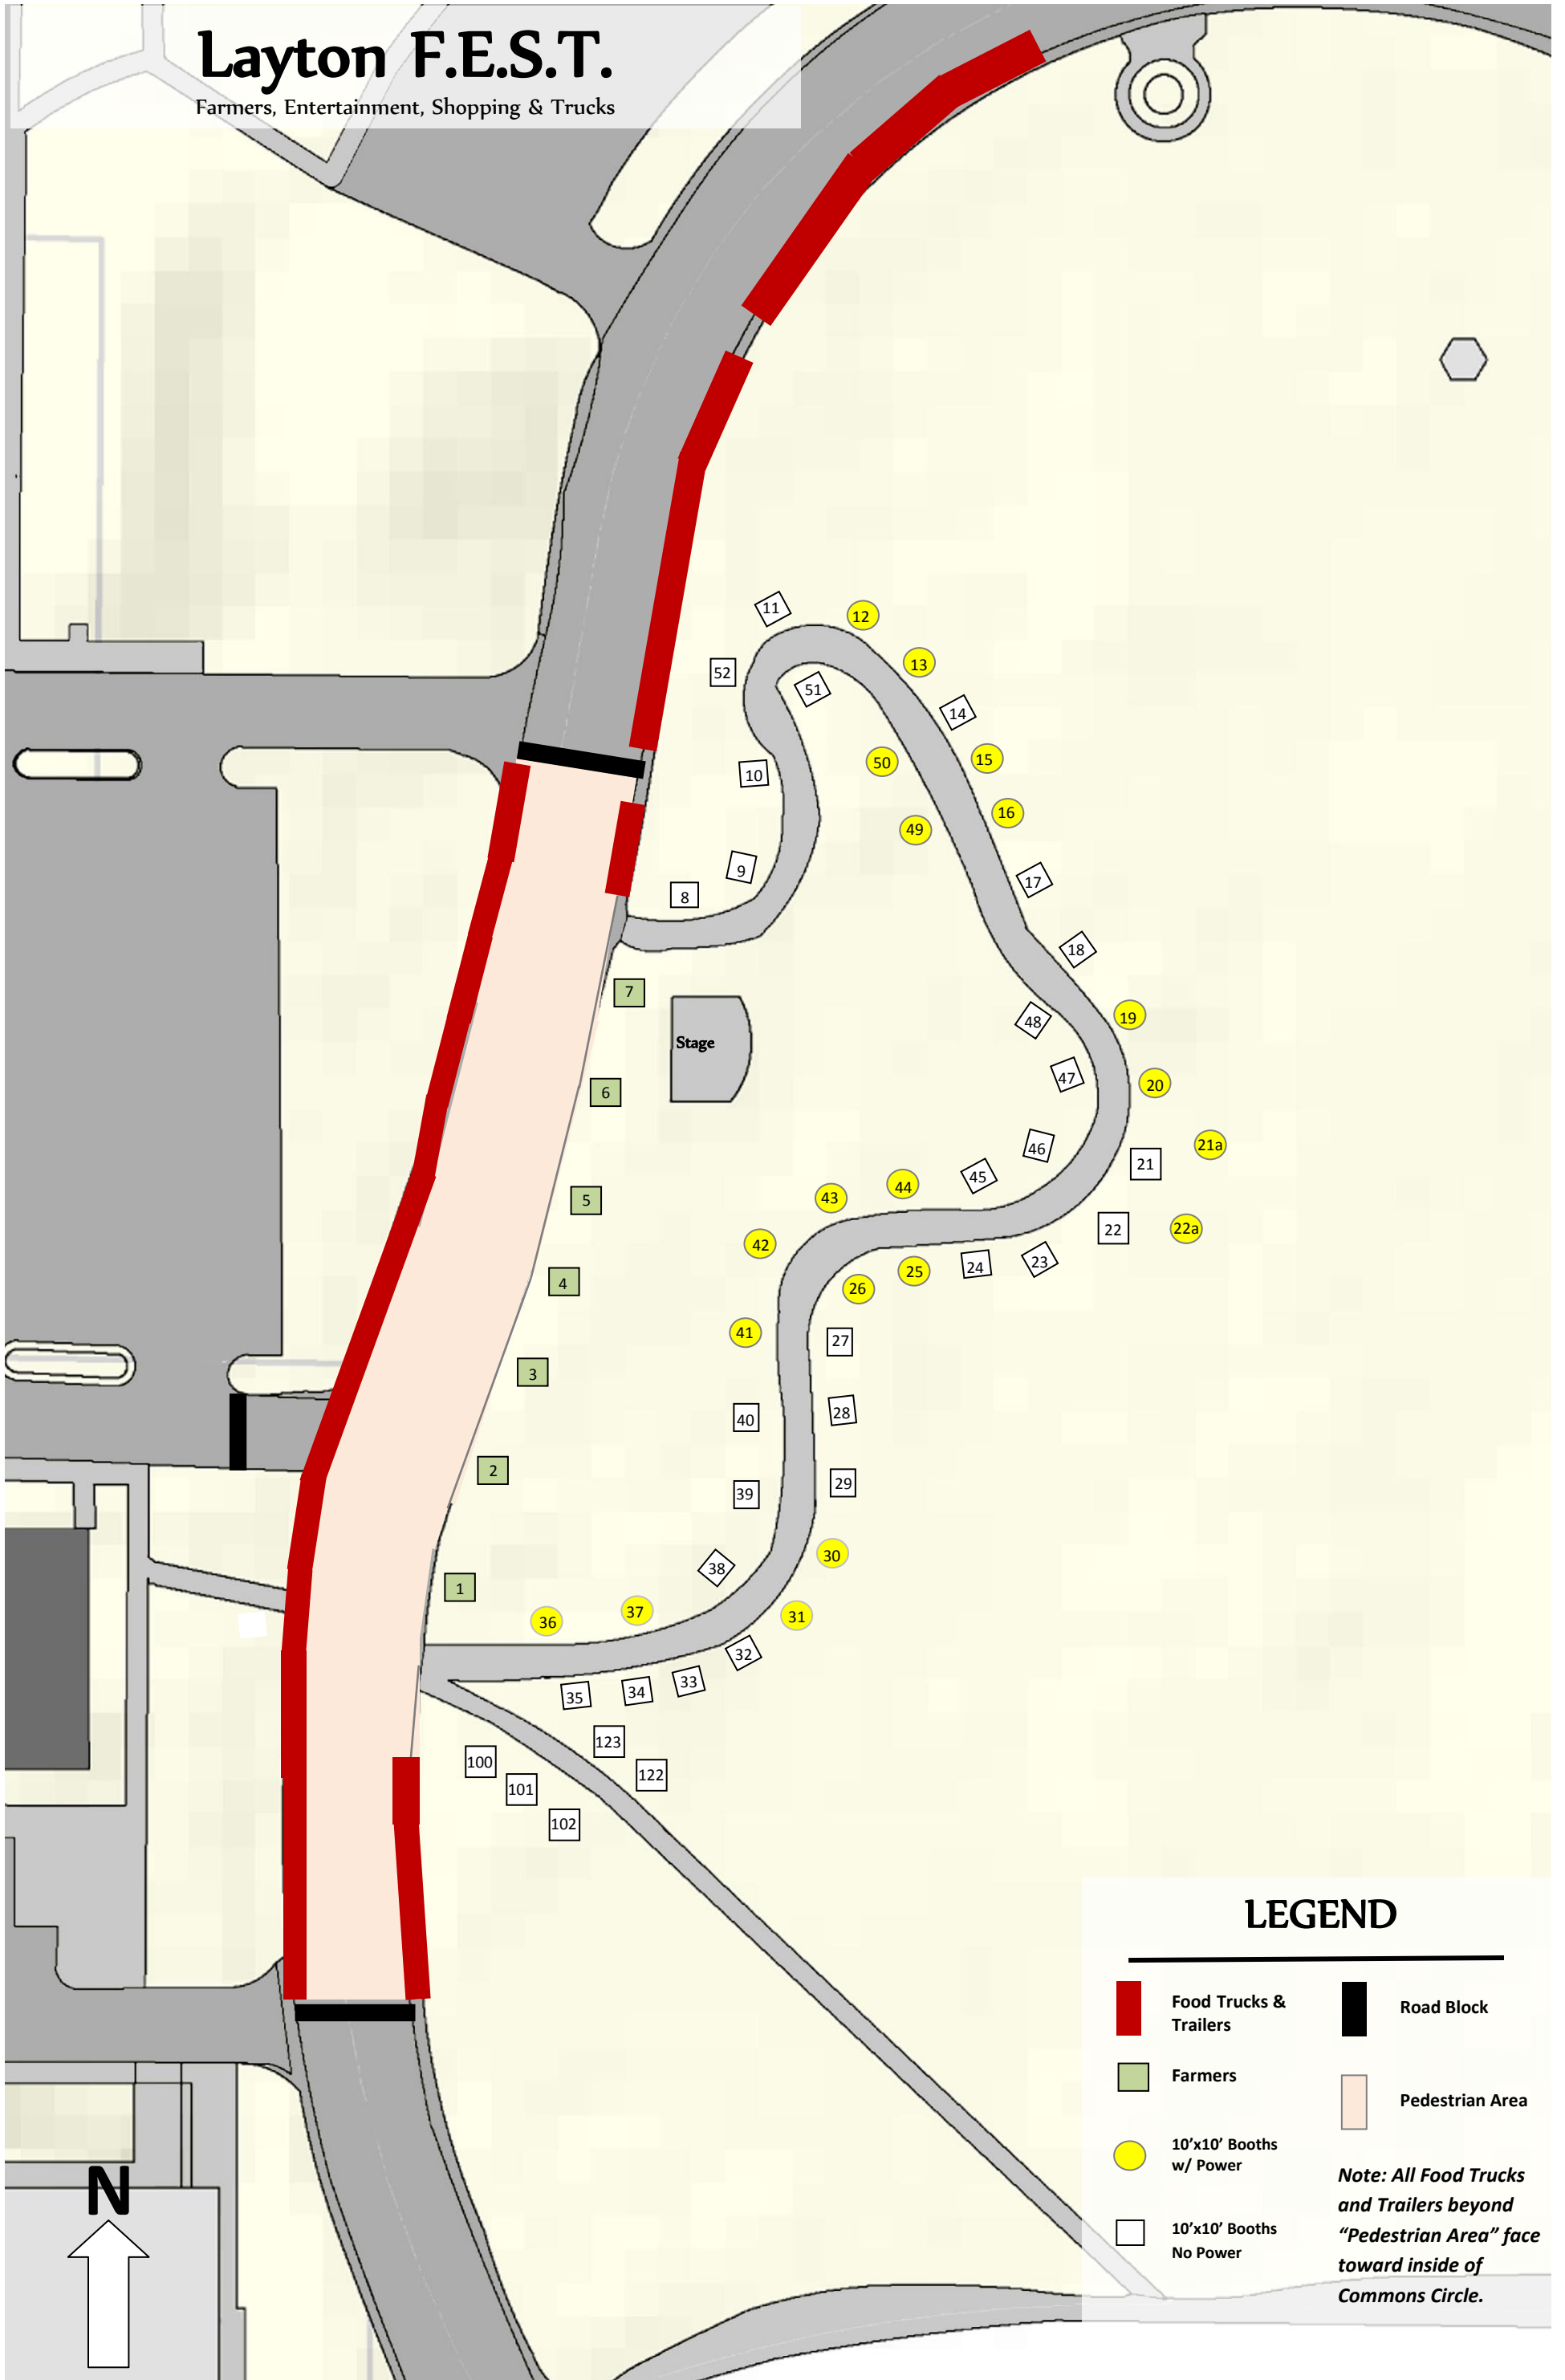 Layton F.E.S.T.
Farmers, Entertainment, Shopping & Trucks
11
12
52
51
13
14
10
50
15
49
16
9
8
17
18
7
48
19
Stage
6
47
20
46
21a
21
5
43
44
45
42
22
22a
4
26
25
24
23
41
27
3
40
28
2
39
29
38
30
1
36
37
31
32
35
34
33
123
100
122
101
102
LEGEND
Food Trucks &
Trailers
Road Block
Farmers
Pedestrian Area
10’x10’ Booths
w/ Power
10’x10’ Booths
No Power
Note: All Food Trucks
and Trailers beyond
“Pedestrian Area” face
toward inside of
Commons Circle.
N